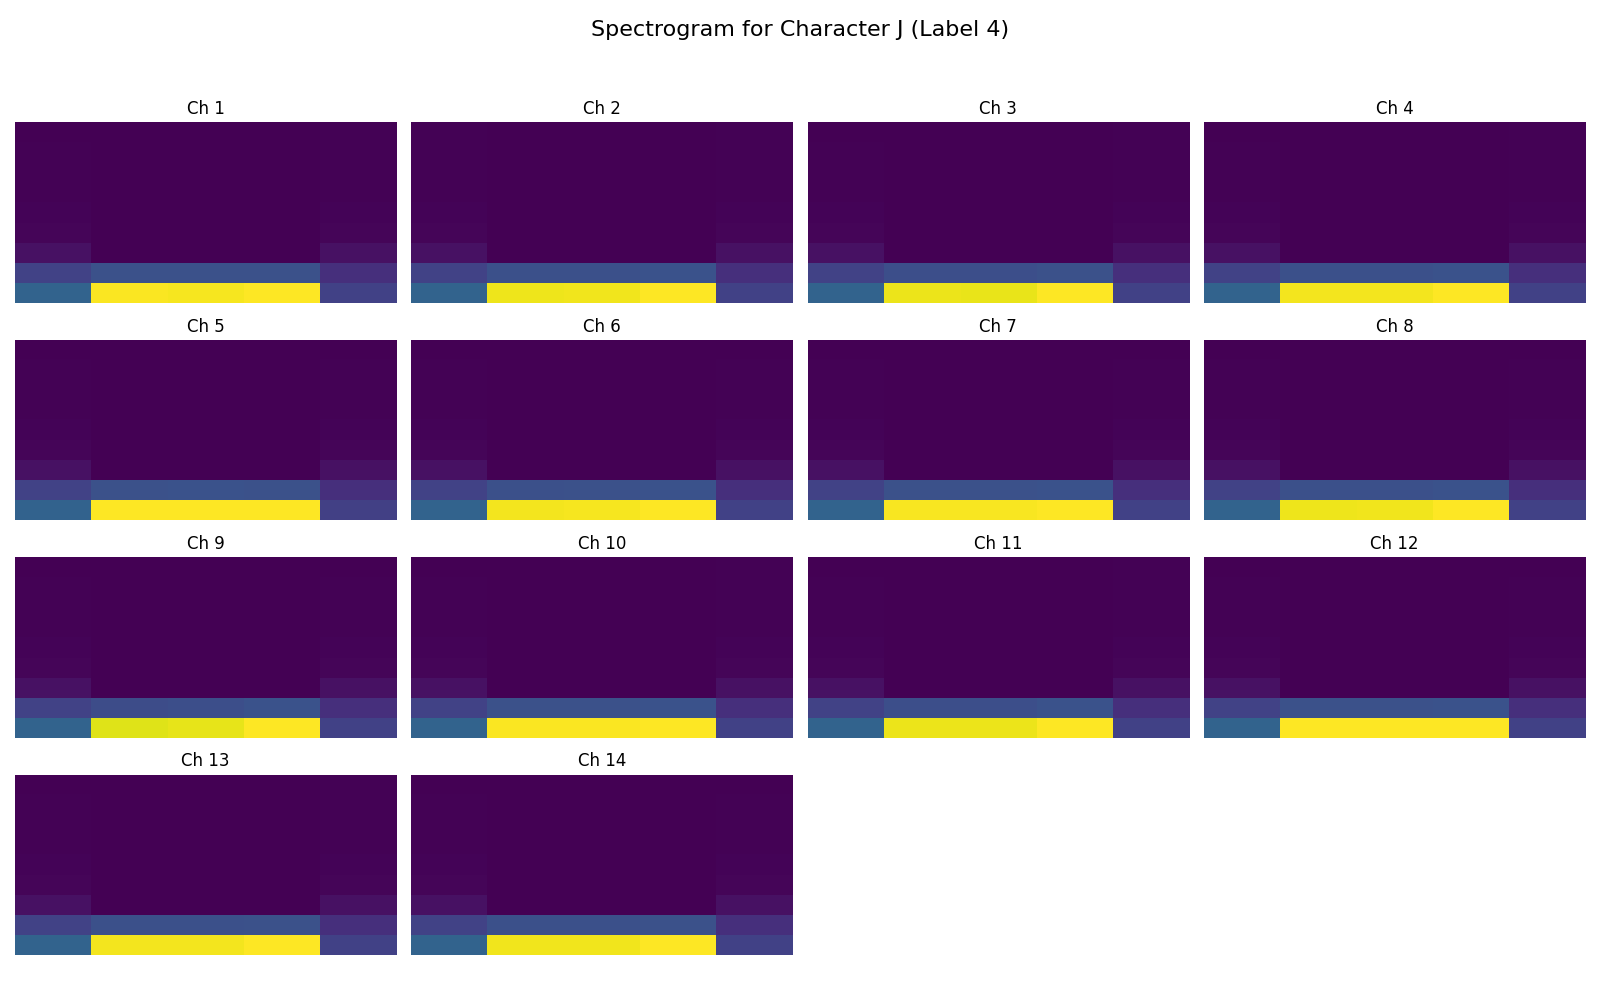 Spectrogram for Character J (Label 4)
Ch 1 Ch 2 Ch 3 Ch 4
Ch 5 Ch 6 Ch 7 Ch 8
Ch 9 Ch 10 Ch 11 Ch 12
Ch 13 Ch 14